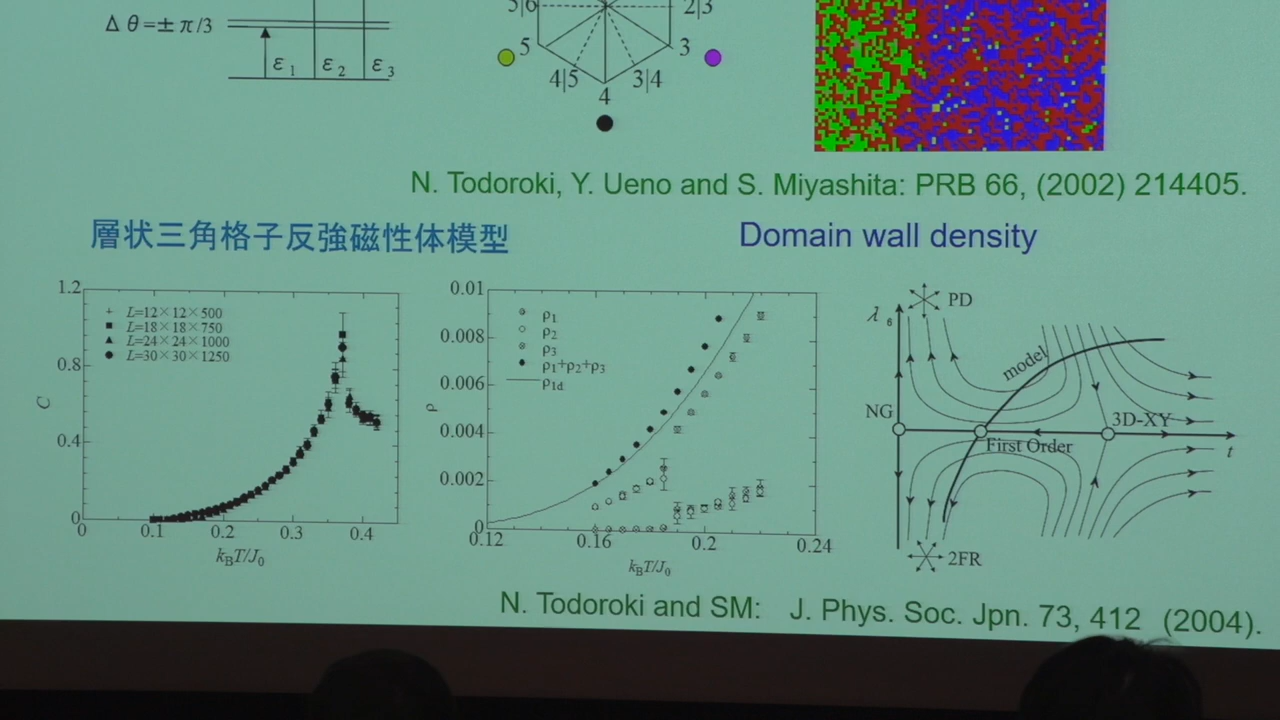 5|6
2|3
Δ θ=± π/3
ε1 ε2 ε3
5
3
4|5
3|4
4
N. Todoroki, Y. Ueno and S. Miyashita: PRB 66, (2002) 214405.
層状三角格子反強磁性体模型
Domain wall density
1.2
0.8
0.4
0
C
L=12×12×500
L=18×18×750
L=24×24×1000
L=30×30×1250
0
0.1
0.2
0.3
0.4
kBT/J0
0.01
0.008
0.006
0.004
0.002
0
ρ
ρ1
ρ2
ρ3
ρ1+ρ2+ρ3
ρ1d
0.12
0.16
0.2
0.24
kBT/J0
λ6
PD
model
NG
3D-XY
First Order
t
2FR
N. Todoroki and SM: J. Phys. Soc. Jpn. 73, 412 (2004).